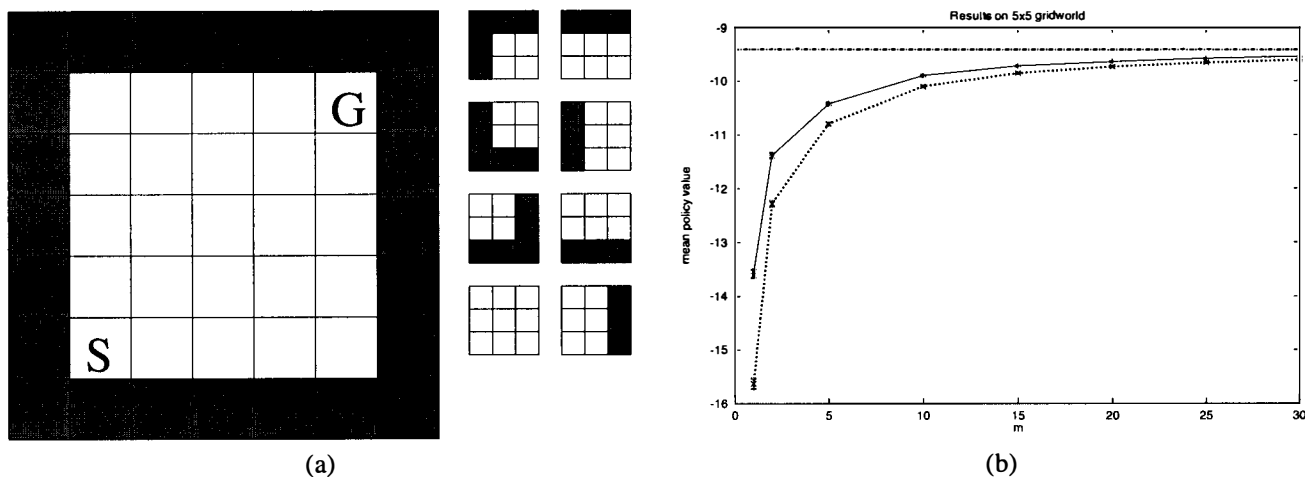 G
S
(a)
Results on 5x5 gridworld
mean policy value
-9
-10
-11
-12
-13
-14
-15
-16
0 5 10 15 20 25 30
m
(b)